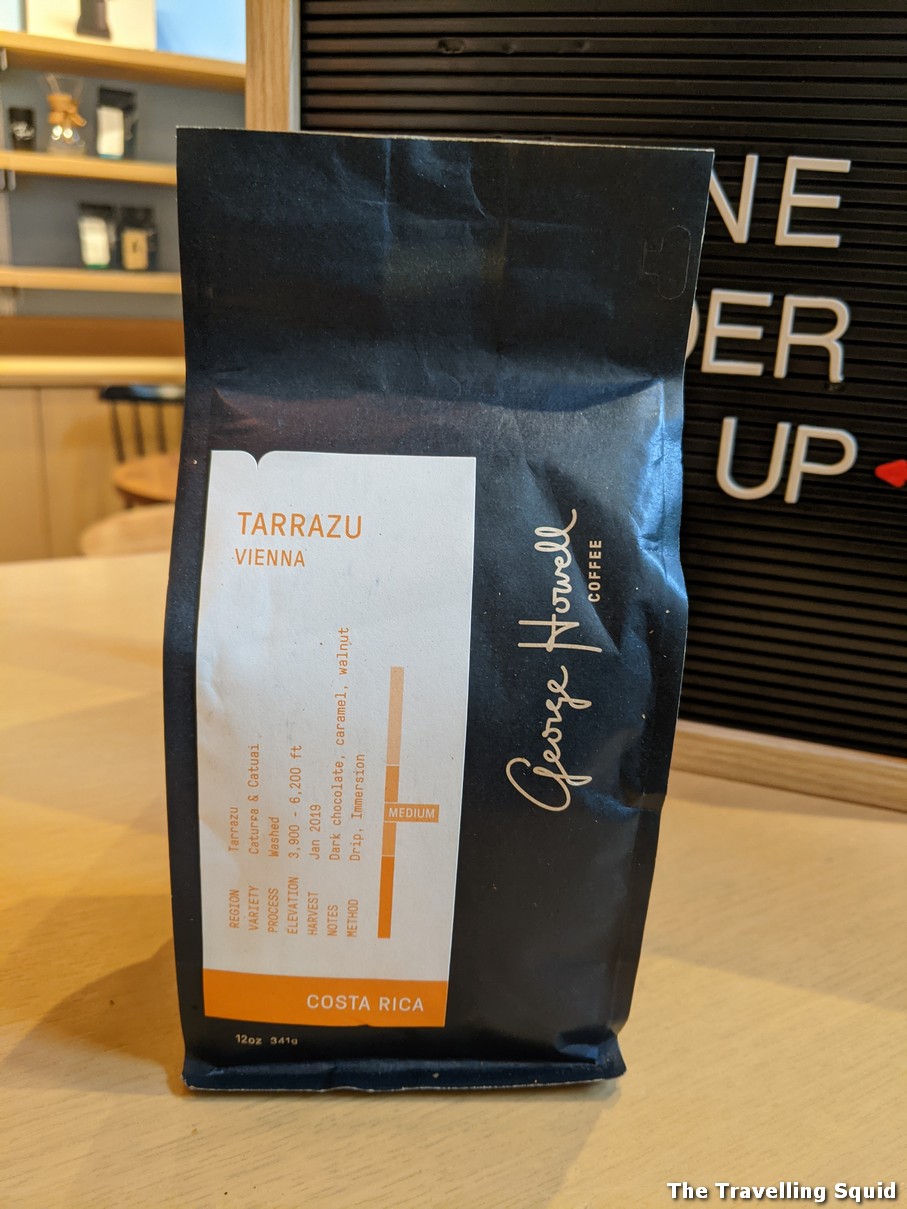 NE
DER
UP
TARRAZU
VIENNA
REGION Tarrazu
VARIETY Caturra & Catuai
PROCESS Washed
ELEVATION 3,900 - 6,200 ft
HARVEST Jan 2019
NOTES Dark chocolate, caramel, walnut
METHOD Drip, Immersion
MEDIUM
COSTA RICA
12oz 341g
George Howell
COFFEE
The Travelling Squid